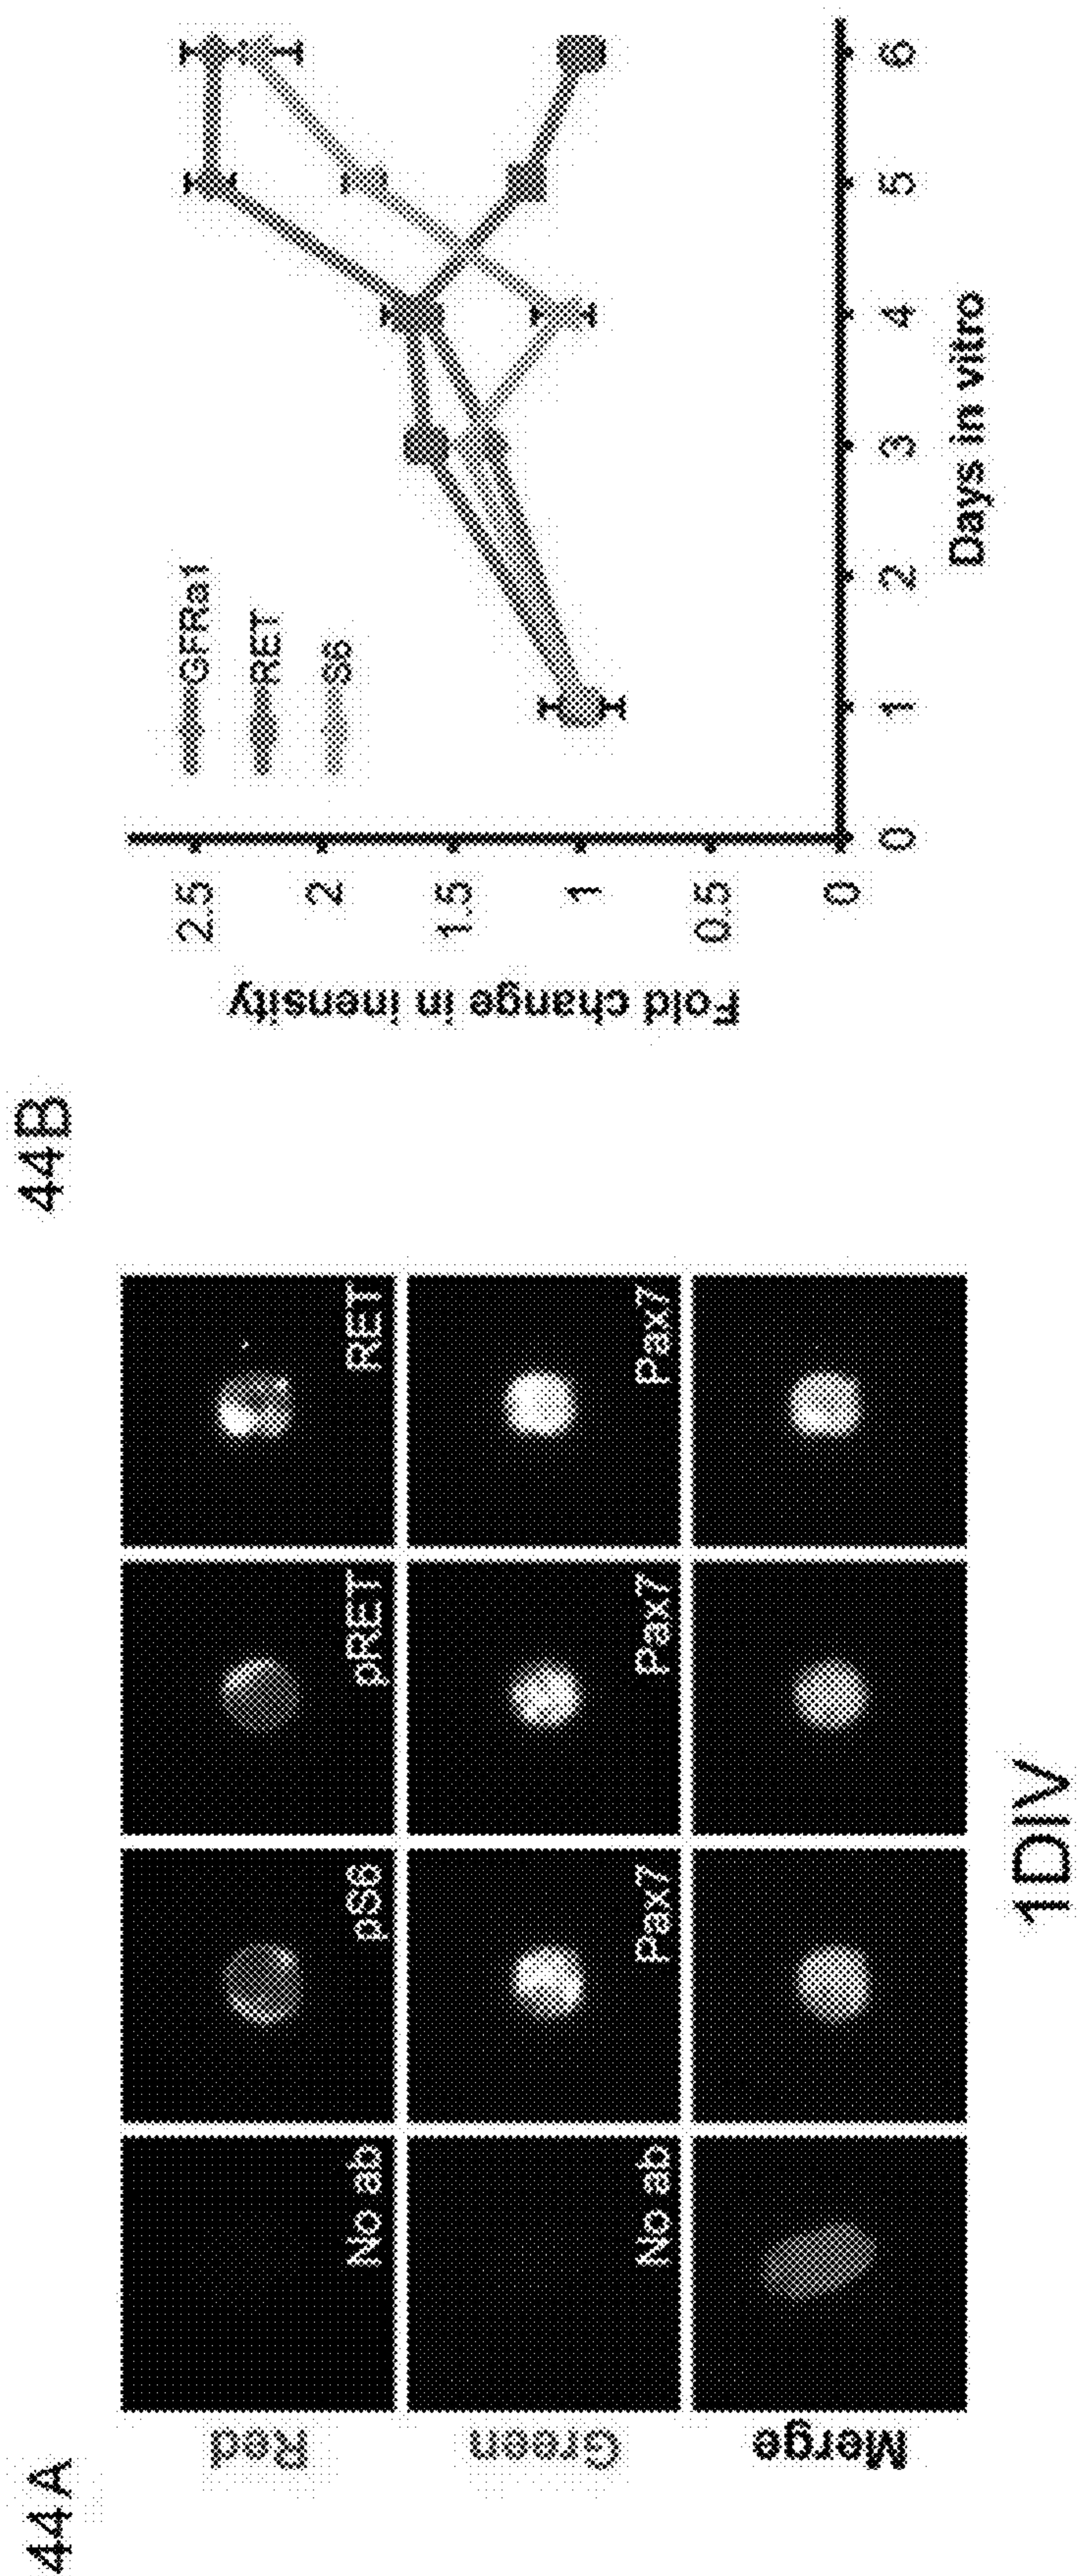 44A
Red
No ab
pS6
pRET
RET
Green
No ab
Pax7
Pax7
Pax7
Merge
1DIV
44B
Fold change in inensity
2.5
2
1.5
1
0.5
0
GFRa1
RET
S6
0
1
2
3
4
5
6
Days in vitro